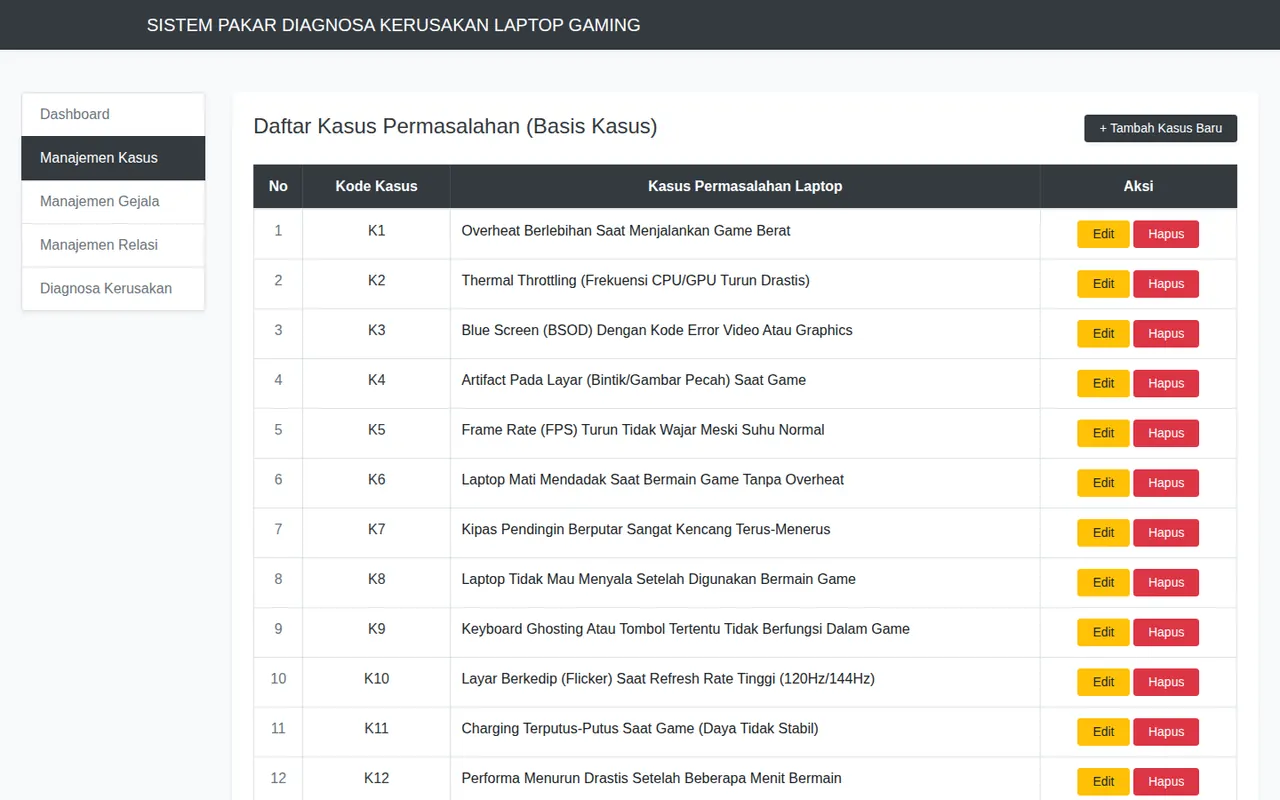 SISTEM PAKAR DIAGNOSA KERUSAKAN LAPTOP GAMING
Dashboard
Manajemen Kasus
Manajemen Gejala
Manajemen Relasi
Diagnosa Kerusakan
Daftar Kasus Permasalahan (Basis Kasus)
+ Tambah Kasus Baru
No Kode Kasus Kasus Permasalahan Laptop Aksi
1 K1 Overheat Berlebihan Saat Menjalankan Game Berat Edit Hapus
2 K2 Thermal Throttling (Frekuensi CPU/GPU Turun Drastis) Edit Hapus
3 K3 Blue Screen (BSOD) Dengan Kode Error Video Atau Graphics Edit Hapus
4 K4 Artifact Pada Layar (Bintik/Gambar Pecah) Saat Game Edit Hapus
5 K5 Frame Rate (FPS) Turun Tidak Wajar Meski Suhu Normal Edit Hapus
6 K6 Laptop Mati Mendadak Saat Bermain Game Tanpa Overheat Edit Hapus
7 K7 Kipas Pendingin Berputar Sangat Kencang Terus-Menerus Edit Hapus
8 K8 Laptop Tidak Mau Menyala Setelah Digunakan Bermain Game Edit Hapus
9 K9 Keyboard Ghosting Atau Tombol Tertentu Tidak Berfungsi Dalam Game Edit Hapus
10 K10 Layar Berkedip (Flicker) Saat Refresh Rate Tinggi (120Hz/144Hz) Edit Hapus
11 K11 Charging Terputus-Putus Saat Game (Daya Tidak Stabil) Edit Hapus
12 K12 Performa Menurun Drastis Setelah Beberapa Menit Bermain Edit Hapus